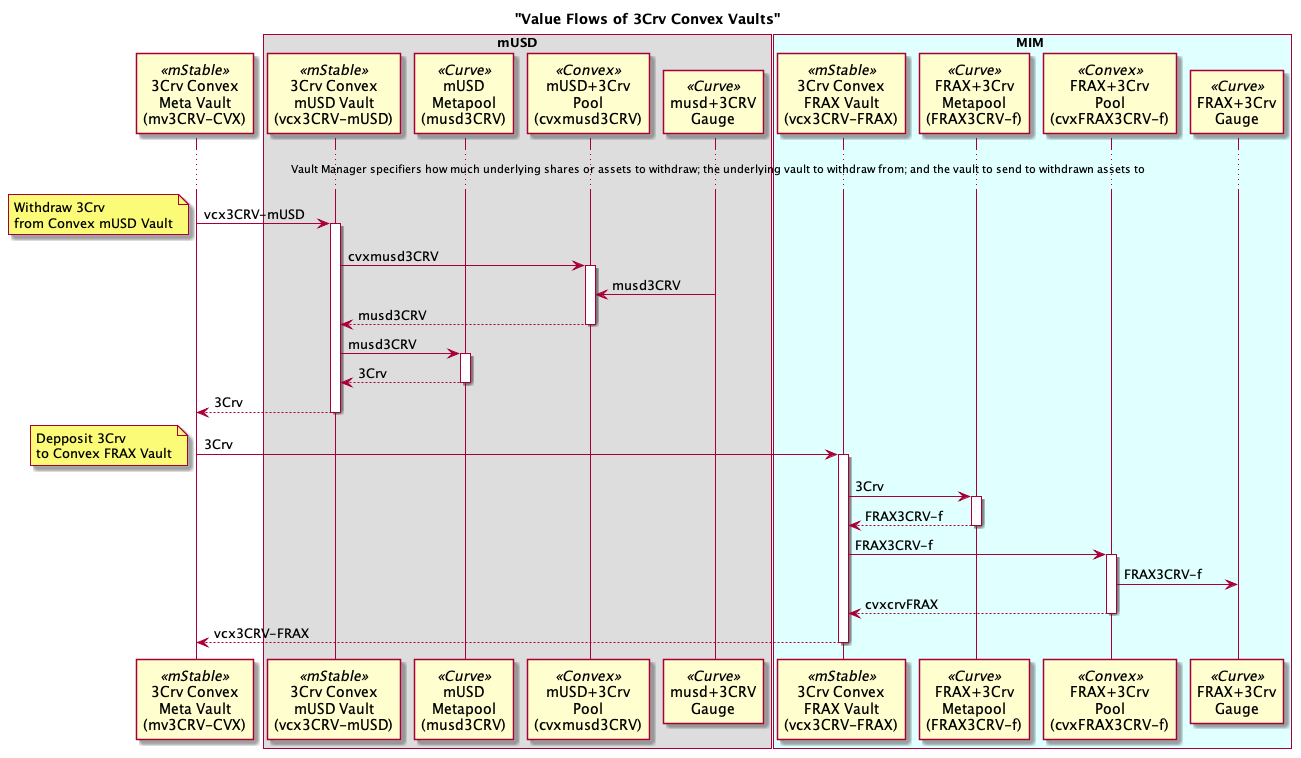 "Value Flows of 3Crv Convex Vaults"
mUSD
MIM
«mStable»
3Crv Convex
Meta Vault
(mv3CRV-CVX)
«mStable»
3Crv Convex
mUSD Vault
(vcx3CRV-mUSD)
«Curve»
mUSD
Metapool
(musd3CRV)
«Convex»
mUSD+3Crv
Pool
(cvxmusd3CRV)
«Curve»
musd+3CRV
Gauge
«mStable»
3Crv Convex
FRAX Vault
(vcx3CRV-FRAX)
«Curve»
FRAX+3Crv
Metapool
(FRAX3CRV-f)
«Convex»
FRAX+3Crv
Pool
(cvxFRAX3CRV-f)
«Curve»
FRAX+3Crv
Gauge
Vault Manager specifiers how much underlying shares or assets to withdraw; the underlying vault to withdraw from; and the vault to send to withdrawn assets to
Withdraw 3Crv
from Convex mUSD Vault
vcx3CRV-mUSD
cvxmusd3CRV
musd3CRV
musd3CRV
musd3CRV
3Crv
3Crv
Depposit 3Crv
to Convex FRAX Vault
3Crv
3Crv
FRAX3CRV-f
FRAX3CRV-f
FRAX3CRV-f
cvxcrvFRAX
vcx3CRV-FRAX
«mStable»
3Crv Convex
Meta Vault
(mv3CRV-CVX)
«mStable»
3Crv Convex
mUSD Vault
(vcx3CRV-mUSD)
«Curve»
mUSD
Metapool
(musd3CRV)
«Convex»
mUSD+3Crv
Pool
(cvxmusd3CRV)
«Curve»
musd+3CRV
Gauge
«mStable»
3Crv Convex
FRAX Vault
(vcx3CRV-FRAX)
«Curve»
FRAX+3Crv
Metapool
(FRAX3CRV-f)
«Convex»
FRAX+3Crv
Pool
(cvxFRAX3CRV-f)
«Curve»
FRAX+3Crv
Gauge